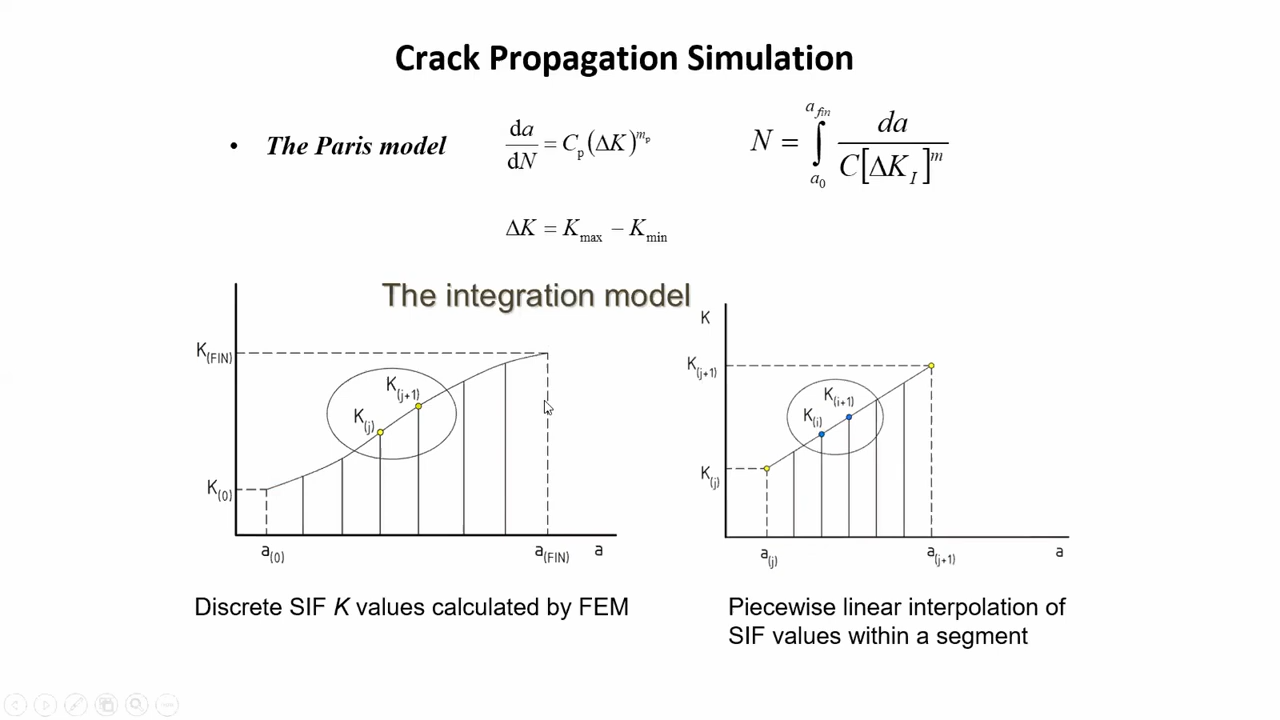 Crack Propagation Simulation
• The Paris model
da/dN = C_p (ΔK)^{m_p}
N = ∫_{a_0}^{a_fin} da / C[ΔK_I]^m
ΔK = K_max − K_min
The integration model
K_(FIN)
K_(j+1)
K_(j)
K_(0)
a_(0)
a_(FIN)
a
K
K_(j+1)
K_(i+1)
K_(i)
K_(j)
a_(j)
a_(j+1)
a
Discrete SIF K values calculated by FEM
Piecewise linear interpolation of
SIF values within a segment